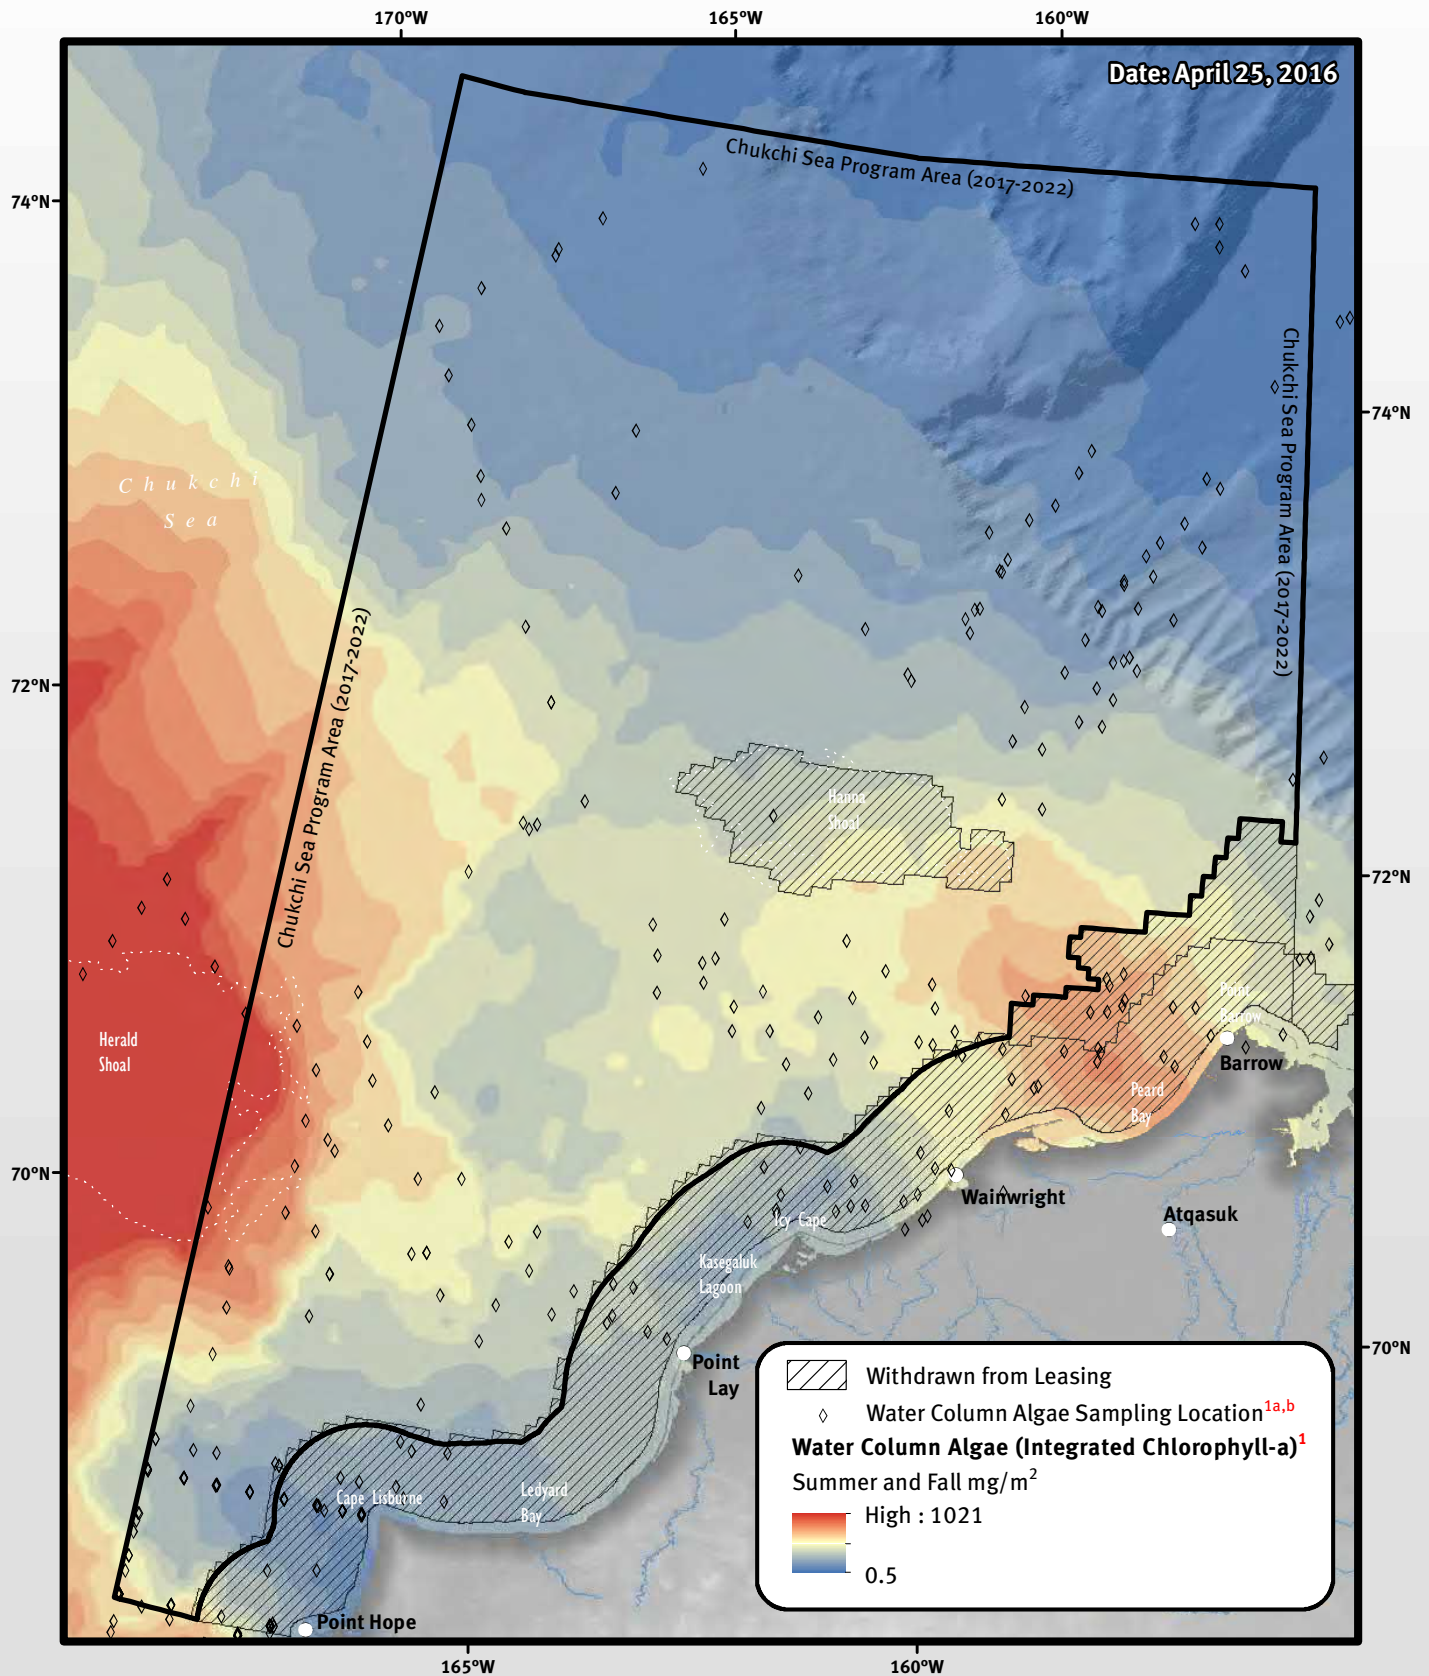 170°W 165°W 160°W
Date: April 25, 2016
Chukchi Sea Program Area (2017-2022)
74°N
Chukchi Sea Program Area (2017-2022)
74°N
Chukchi
Sea
Chukchi Sea Program Area (2017-2022)
72°N
Hanna
Shoal
72°N
Herald
Shoal
Point
Barrow
Barrow
Peard
Bay
70°N
Wainwright
Atqasuk
Icy Cape
Kasegaluk
Lagoon
70°N
Point
Lay
Withdrawn from Leasing
Water Column Algae Sampling Location1a,b
Water Column Algae (Integrated Chlorophyll-a)1
Summer and Fall mg/m2
High : 1021
0.5
Ledyard
Bay
Cape Lisburne
Point Hope
165°W 160°W